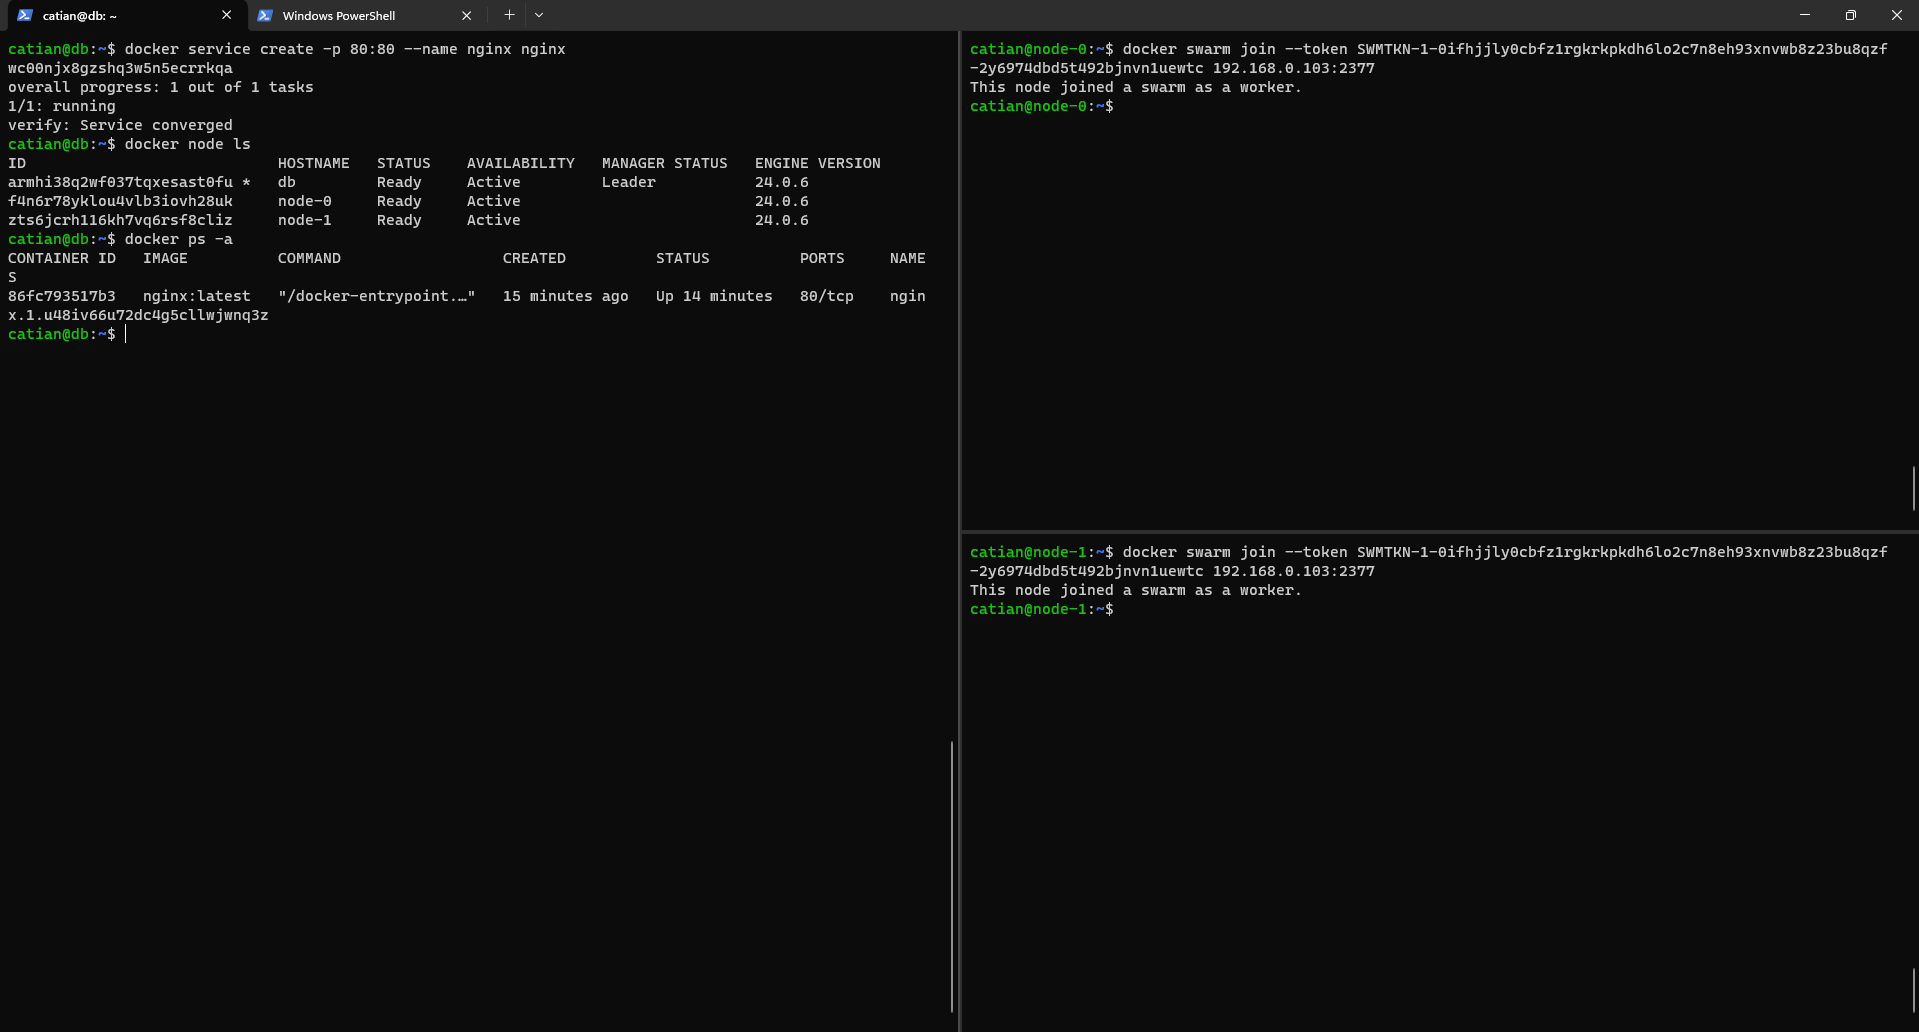 catian@db: ~
Windows PowerShell
catian@db:~$ docker service create -p 80:80 --name nginx nginx
wc00njx8gzshq3w5n5ecrrkqa
overall progress: 1 out of 1 tasks
1/1: running
verify: Service converged
catian@db:~$ docker node ls
ID                            HOSTNAME   STATUS    AVAILABILITY   MANAGER STATUS   ENGINE VERSION
armhi38q2wf037tqxesast0fu *   db         Ready     Active         Leader           24.0.6
f4n6r78yklou4vlb3iovh28uk     node-0     Ready     Active                          24.0.6
zts6jcrh116kh7vq6rsf8cliz     node-1     Ready     Active                          24.0.6
catian@db:~$ docker ps -a
CONTAINER ID   IMAGE          COMMAND                  CREATED          STATUS          PORTS     NAME
S
86fc793517b3   nginx:latest   "/docker-entrypoint.…"   15 minutes ago   Up 14 minutes   80/tcp    ngin
x.1.u48iv66u72dc4g5cllwjwnq3z
catian@db:~$
catian@node-0:~$ docker swarm join --token SWMTKN-1-0ifhjjly0cbfz1rgkrkpkdh6lo2c7n8eh93xnvwb8z23bu8qzf
-2y6974dbd5t492bjnvn1uewtc 192.168.0.103:2377
This node joined a swarm as a worker.
catian@node-0:~$
catian@node-1:~$ docker swarm join --token SWMTKN-1-0ifhjjly0cbfz1rgkrkpkdh6lo2c7n8eh93xnvwb8z23bu8qzf
-2y6974dbd5t492bjnvn1uewtc 192.168.0.103:2377
This node joined a swarm as a worker.
catian@node-1:~$